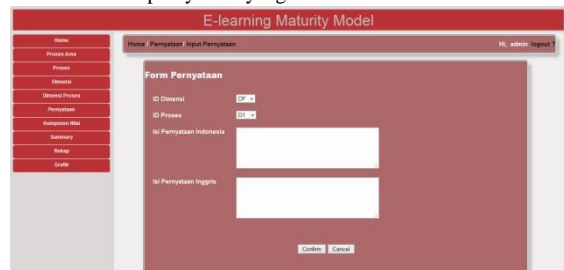 E-learning Maturity Model
Home
Proses Area
Proses
Dimensi
Dimensi Proses
Pernyataan
Komponen Nilai
Summary
Rekap
Grafik
Home / Pernyataan / Input Pernyataan
Hi, admin logout ?
Form Pernyataan
ID Dimensi DF
ID Proses D1
Isi Pernyataan Indonesia
Isi Pernyataan Inggris
Confirm Cancel